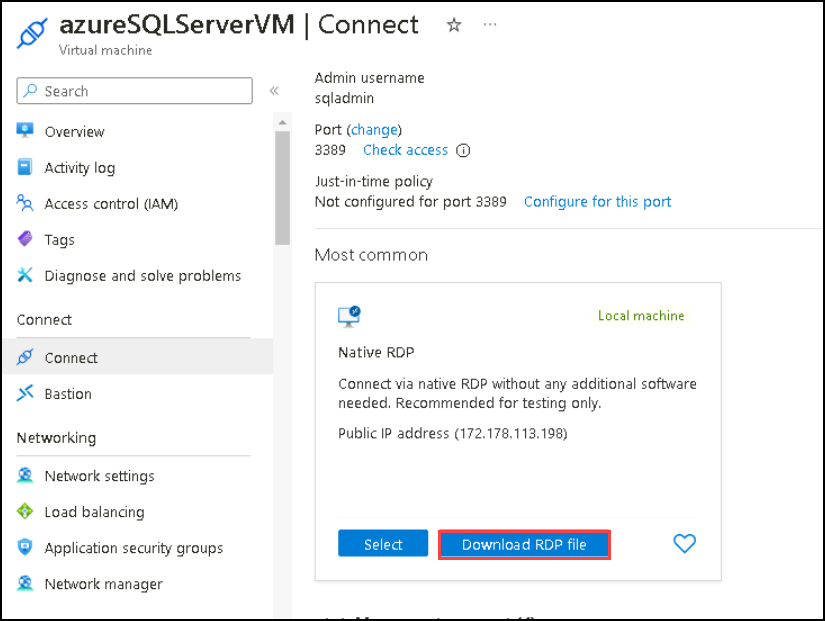 azureSQLServerVM | Connect
Virtual machine
Search
Overview
Activity log
Access control (IAM)
Tags
Diagnose and solve problems
Connect
Connect
Bastion
Networking
Network settings
Load balancing
Application security groups
Network manager
Admin username
sqladmin
Port (change)
3389 Check access
Just-in-time policy
Not configured for port 3389 Configure for this port
Most common
Local machine
Native RDP
Connect via native RDP without any additional software
needed. Recommended for testing only.
Public IP address (172.178.113.198)
Select
Download RDP file